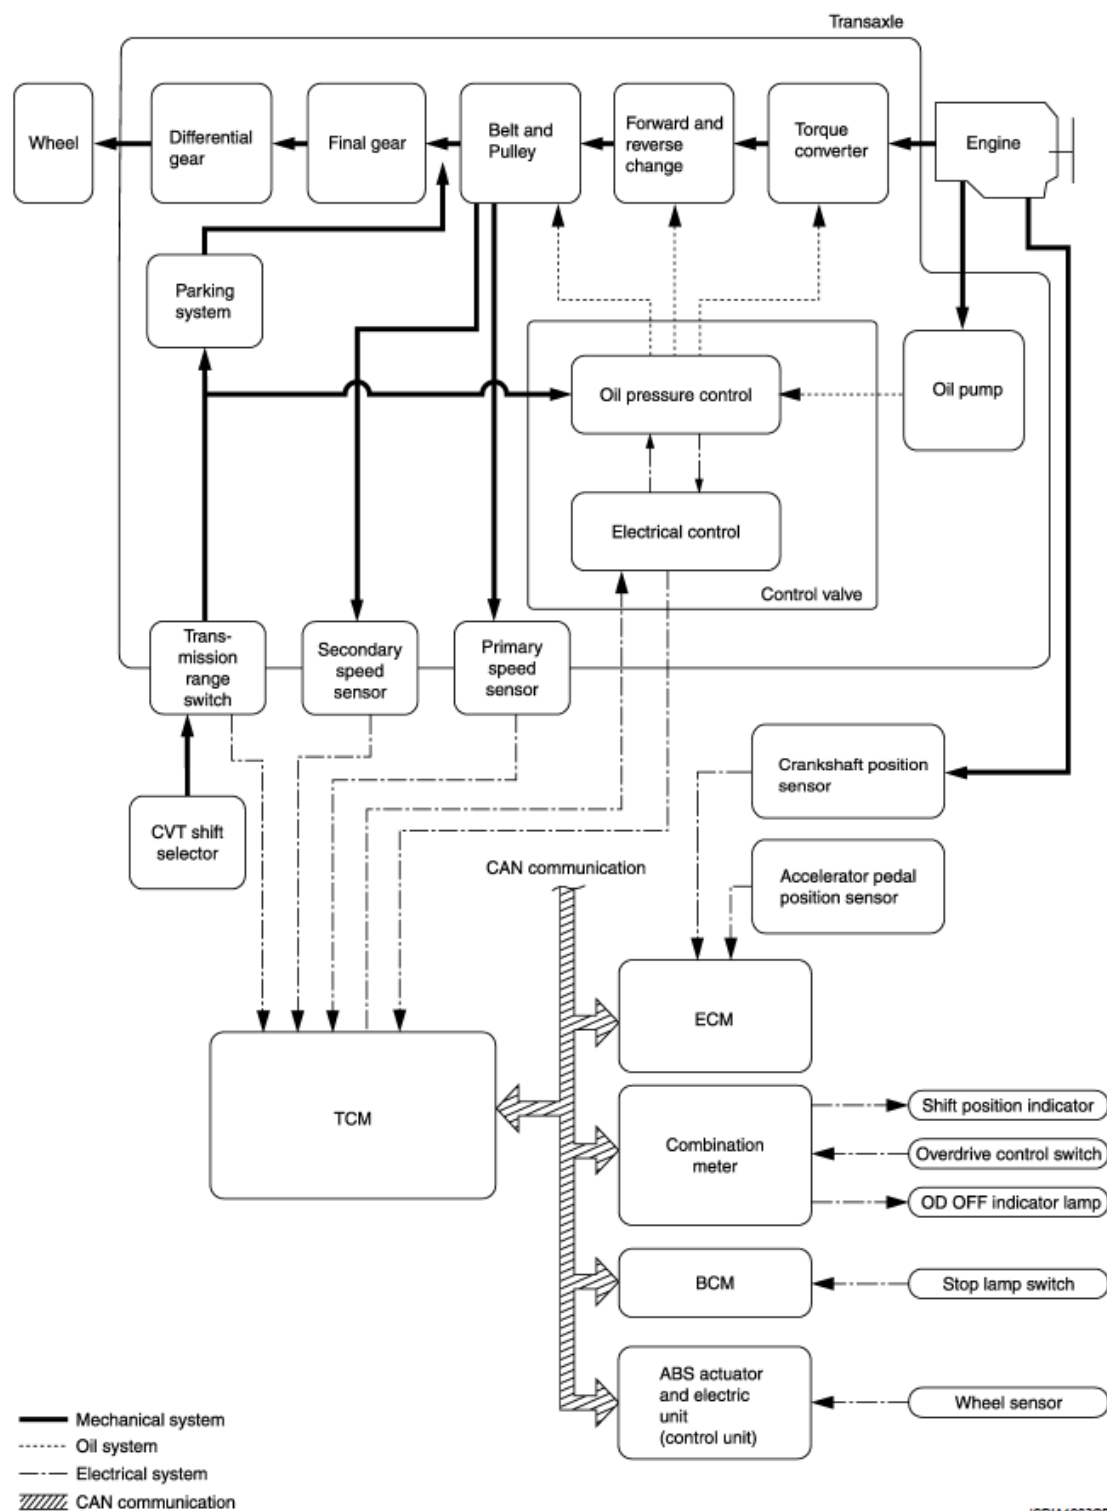 Transaxle
Wheel
Differential
gear
Final gear
Belt and
Pulley
Forward and
reverse
change
Torque
converter
Engine
Parking
system
Oil pressure control
Oil pump
Electrical control
Control valve
Trans-
mission
range
switch
Secondary
speed
sensor
Primary
speed
sensor
Crankshaft position
sensor
CVT shift
selector
CAN communication
Accelerator pedal
position sensor
ECM
TCM
Combination
meter
Shift position indicator
Overdrive control switch
OD OFF indicator lamp
BCM
Stop lamp switch
ABS actuator
and electric
unit
(control unit)
Wheel sensor
Mechanical system
Oil system
Electrical system
CAN communication